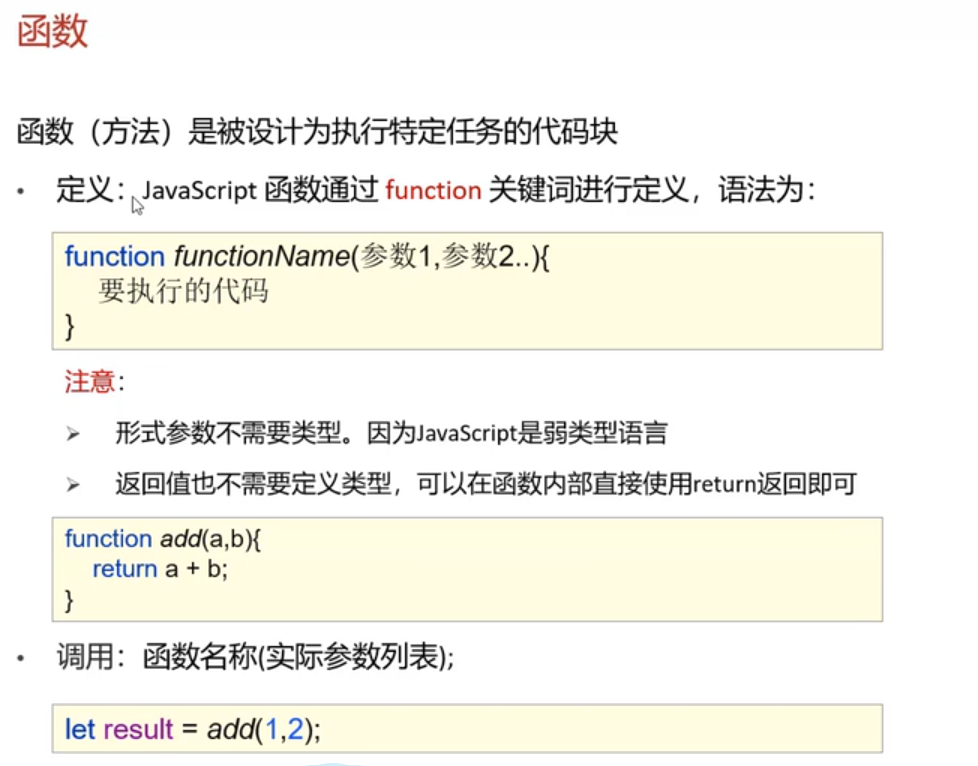 函数
函数（方法）是被设计为执行特定任务的代码块
• 定义：JavaScript 函数通过 function 关键词进行定义，语法为：
function functionName(参数1,参数2..){
要执行的代码
}
注意：
➢ 形式参数不需要类型。因为JavaScript是弱类型语言
➢ 返回值也不需要定义类型，可以在函数内部直接使用return返回即可
function add(a,b){
return a + b;
}
• 调用：函数名称(实际参数列表);
let result = add(1,2);